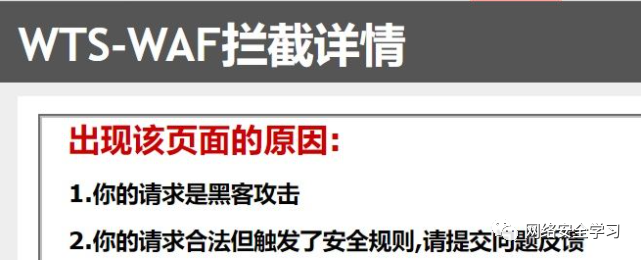 WTS-WAF拦截详情
出现该页面的原因:
1.你的请求是黑客攻击
2.你的请求合法但触发了安全规则,请提交问题反馈
网络安全学习